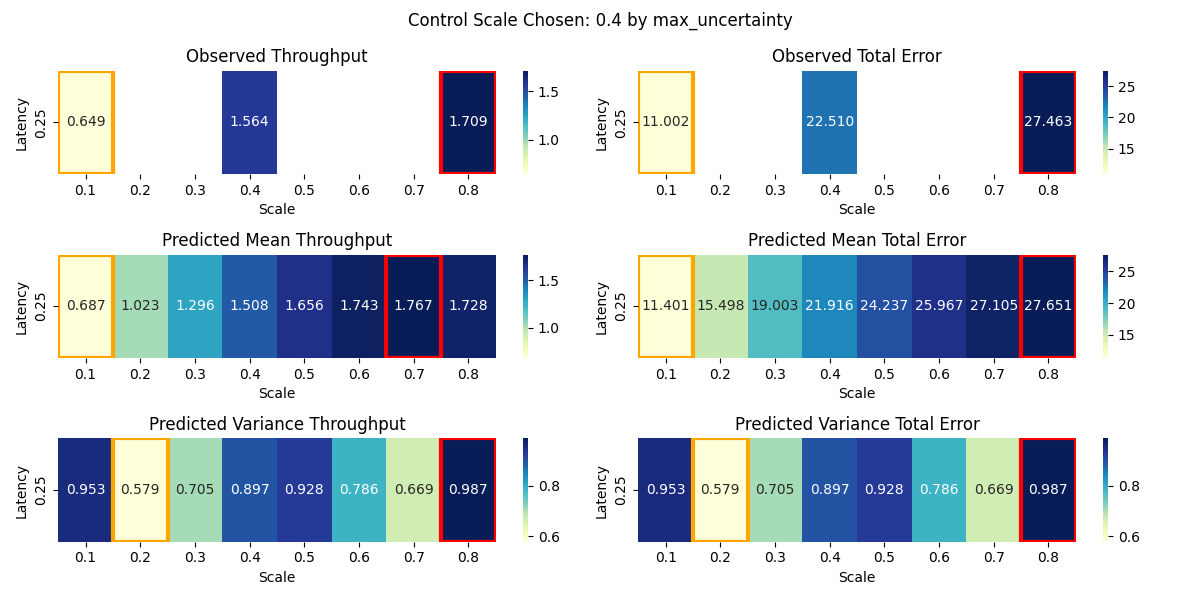 Control Scale Chosen: 0.4 by max_uncertainty
Observed Throughput
Latency
0.25
0.649
1.564
1.709
1.5
1.0
0.1 0.2 0.3 0.4 0.5 0.6 0.7 0.8
Scale
Observed Total Error
Latency
0.25
11.002
22.510
27.463
25
20
15
0.1 0.2 0.3 0.4 0.5 0.6 0.7 0.8
Scale
Predicted Mean Throughput
Latency
0.25
0.687 1.023 1.296 1.508 1.656 1.743 1.767 1.728
1.5
1.0
0.1 0.2 0.3 0.4 0.5 0.6 0.7 0.8
Scale
Predicted Mean Total Error
Latency
0.25
11.401 15.498 19.003 21.916 24.237 25.967 27.105 27.651
25
20
15
0.1 0.2 0.3 0.4 0.5 0.6 0.7 0.8
Scale
Predicted Variance Throughput
Latency
0.25
0.953 0.579 0.705 0.897 0.928 0.786 0.669 0.987
0.8
0.6
0.1 0.2 0.3 0.4 0.5 0.6 0.7 0.8
Scale
Predicted Variance Total Error
Latency
0.25
0.953 0.579 0.705 0.897 0.928 0.786 0.669 0.987
0.8
0.6
0.1 0.2 0.3 0.4 0.5 0.6 0.7 0.8
Scale